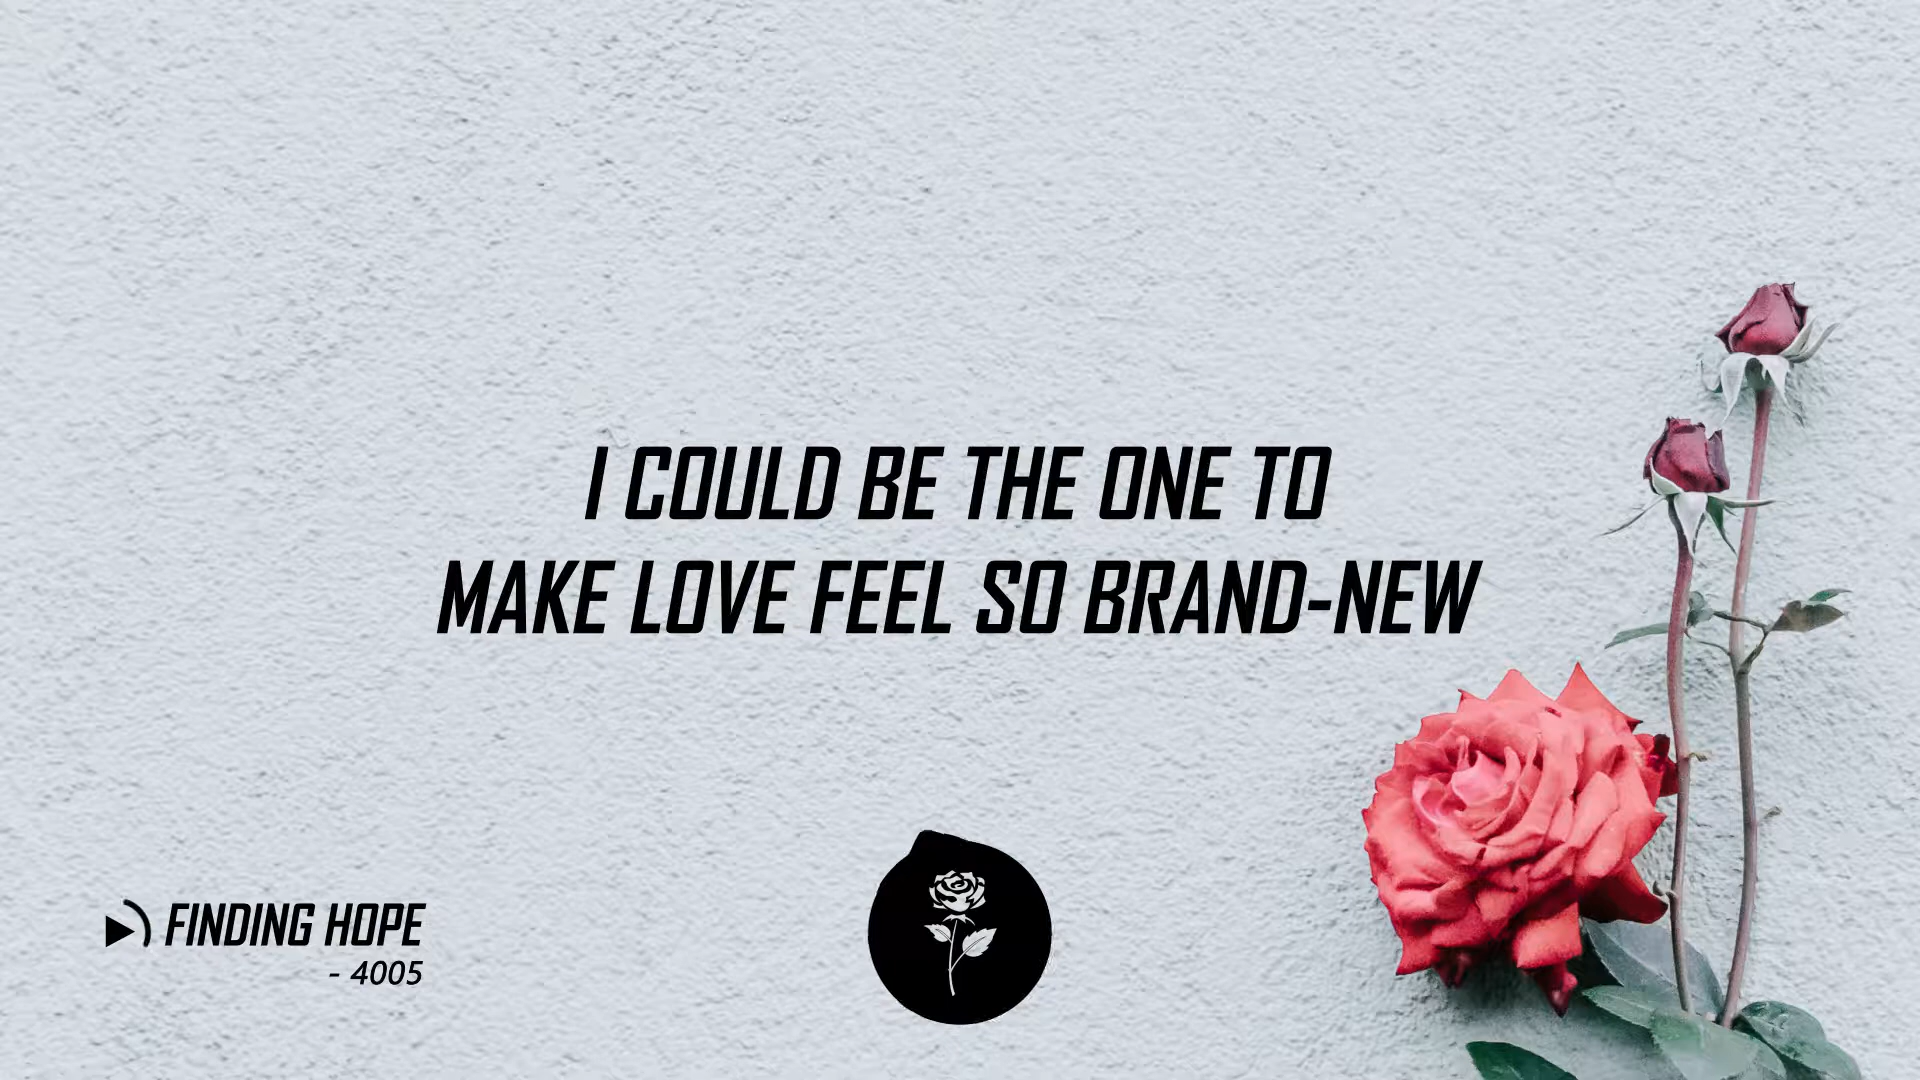 I COULD BE THE ONE TO
MAKE LOVE FEEL SO BRAND-NEW
FINDING HOPE
- 4005